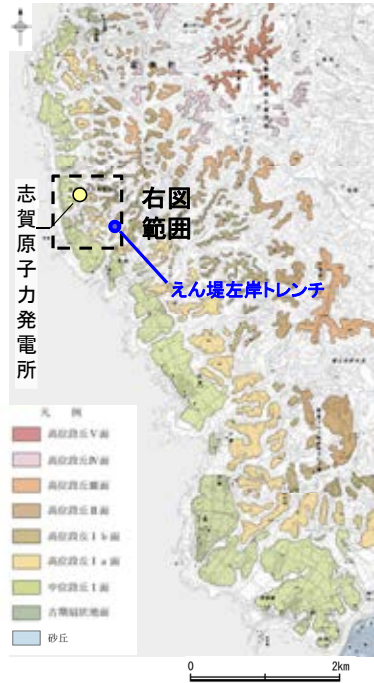 志賀原子力発電所
右図
範囲
えん堤左岸トレンチ
凡 例
高位段丘Ⅴ面
高位段丘Ⅳ面
高位段丘Ⅲ面
高位段丘Ⅱ面
高位段丘Ⅰb面
高位段丘Ⅰa面
中位段丘Ⅰ面
古期扇状地面
砂丘
0 2km